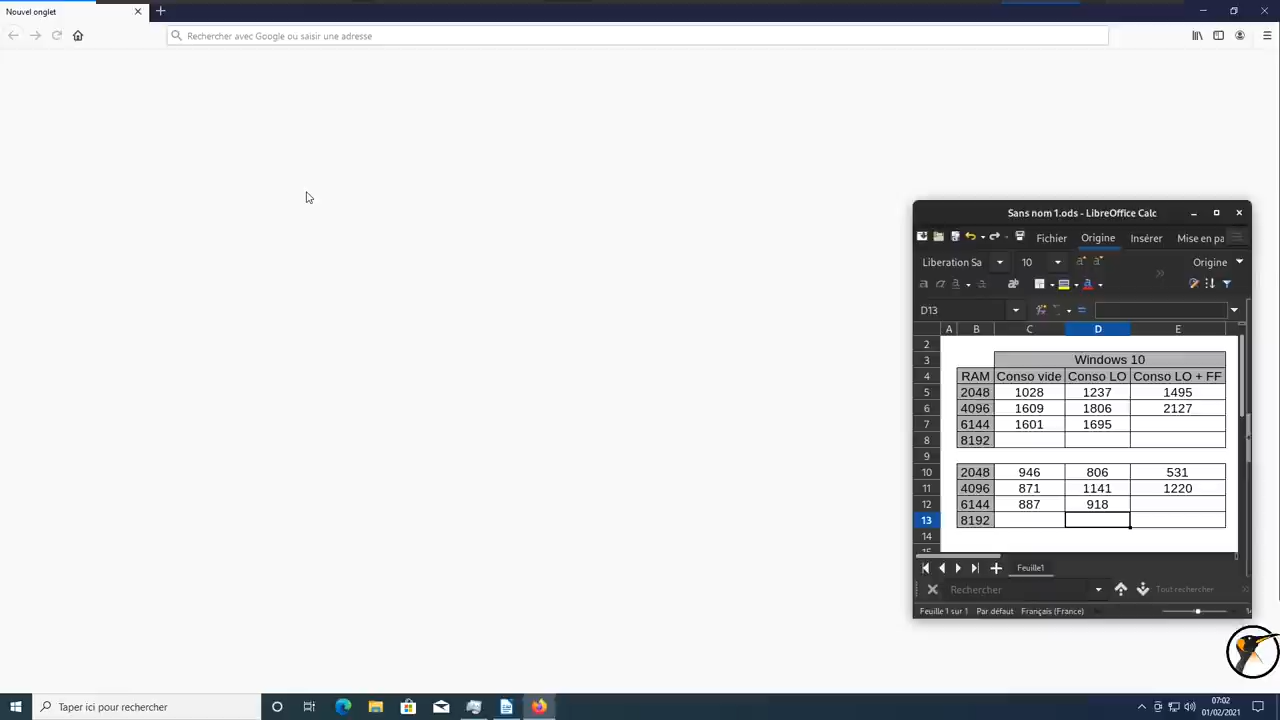 Nouvel onglet
Rechercher avec Google ou saisir une adresse
Sans nom 1.ods - LibreOffice Calc
Fichier Origine Insérer Mise en pa
Liberation Sa 10 Origine
D13
A B C D E
2
3 Windows 10
4 RAM Conso vide Conso LO Conso LO + FF
5 2048 1028 1237 1495
6 4096 1609 1806 2127
7 6144 1601 1695
8 8192
9
10 2048 946 806 531
11 4096 871 1141 1220
12 6144 887 918
13 8192
14
15
Feuille1
Rechercher Tout rechercher
Feuille 1 sur 1 Par défaut Français (France)
Taper ici pour rechercher
07:02
01/02/2021